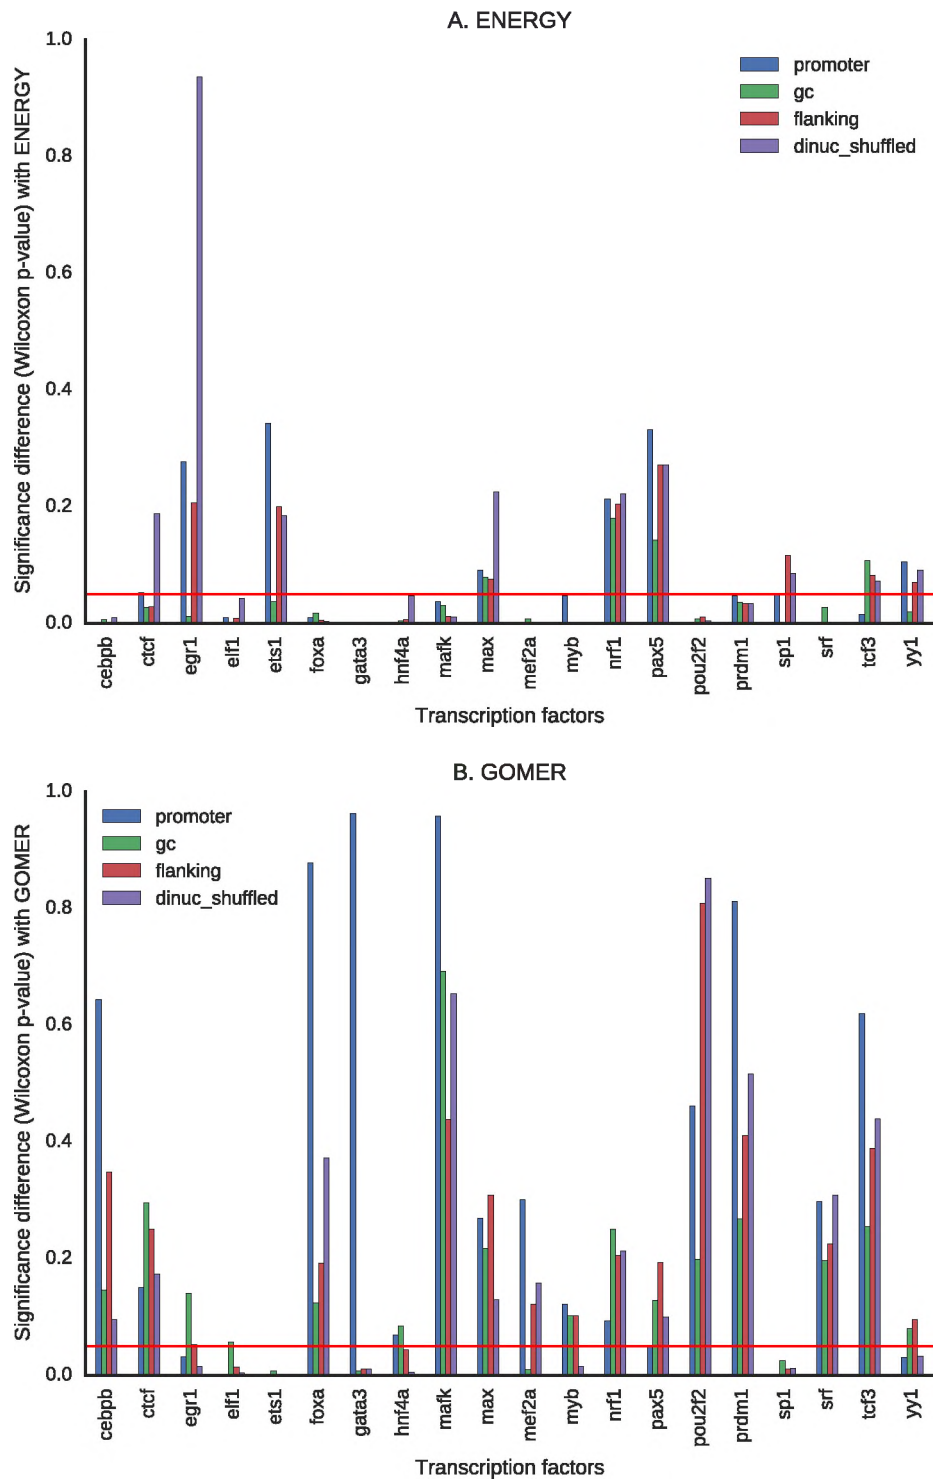 A. ENERGY
1.0
0.8
0.6
0.4
0.2
0.0
Significance difference (Wilcoxon p-value) with ENERGY
promoter
gc
flanking
dinuc_shuffled
cebpb
ctcf
egr1
elf1
ets1
foxa
gata3
hnf4a
mafk
max
mef2a
myb
nrf1
pax5
pou2f2
prdm1
sp1
srf
tcf3
yy1
Transcription factors
B. GOMER
1.0
0.8
0.6
0.4
0.2
0.0
Significance difference (Wilcoxon p-value) with GOMER
promoter
gc
flanking
dinuc_shuffled
cebpb
ctcf
egr1
elf1
ets1
foxa
gata3
hnf4a
mafk
max
mef2a
myb
nrf1
pax5
pou2f2
prdm1
sp1
srf
tcf3
yy1
Transcription factors